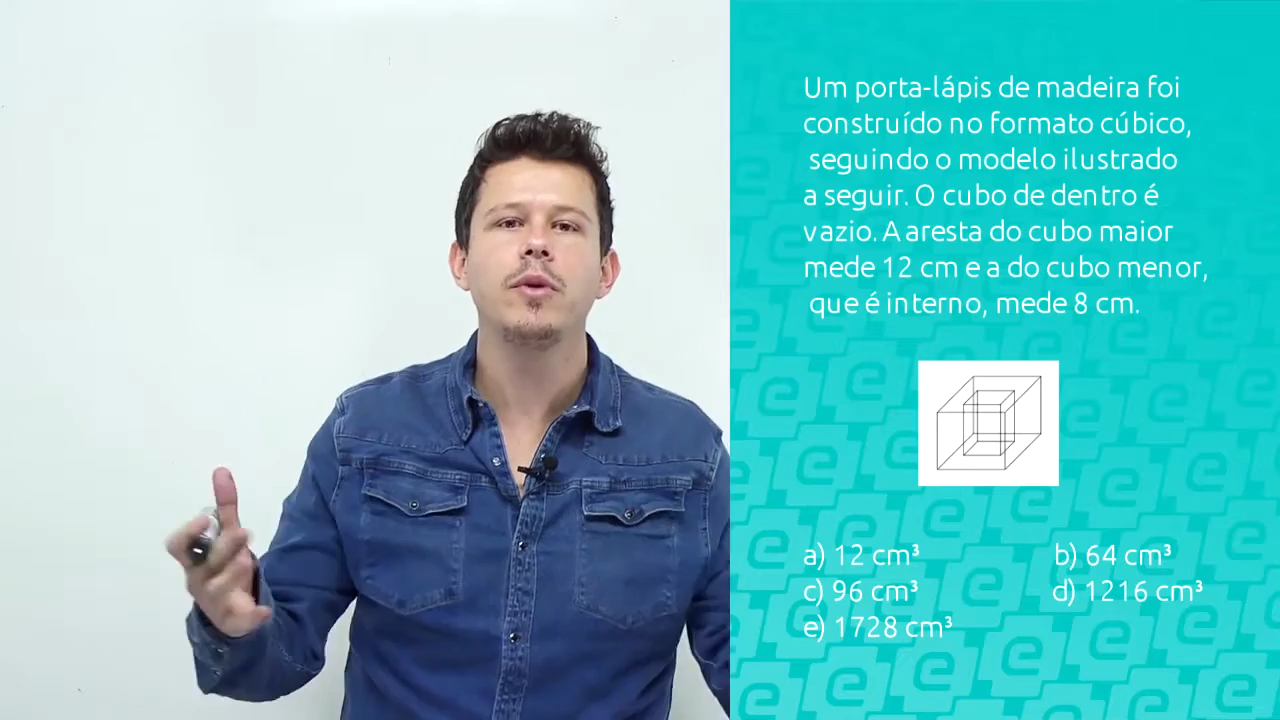 Um porta-lápis de madeira foi
construído no formato cúbico,
seguindo o modelo ilustrado
a seguir. O cubo de dentro é
vazio. A aresta do cubo maior
mede 12 cm e a do cubo menor,
que é interno, mede 8 cm.
a) 12 cm³ b) 64 cm³
c) 96 cm³ d) 1216 cm³
e) 1728 cm³